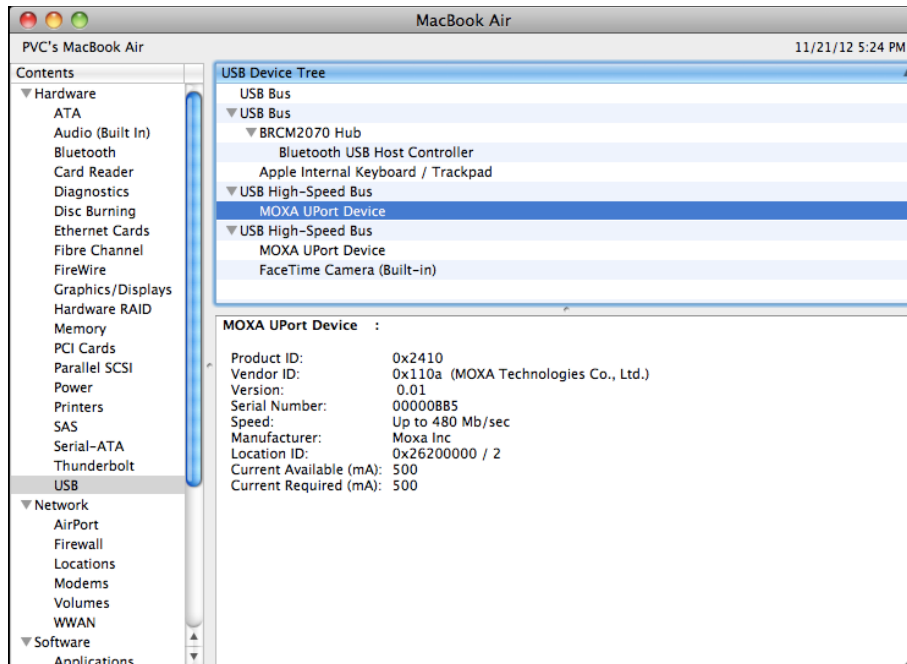 MacBook Air
PVC's MacBook Air
11/21/12 5:24 PM
Contents
Hardware
ATA
Audio (Built In)
Bluetooth
Card Reader
Diagnostics
Disc Burning
Ethernet Cards
Fibre Channel
FireWire
Graphics/Displays
Hardware RAID
Memory
PCI Cards
Parallel SCSI
Power
Printers
SAS
Serial-ATA
Thunderbolt
USB
Network
AirPort
Firewall
Locations
Modems
Volumes
WWAN
Software
Applications
USB Device Tree
USB Bus
USB Bus
BRCM2070 Hub
Bluetooth USB Host Controller
Apple Internal Keyboard / Trackpad
USB High-Speed Bus
MOXA UPort Device
USB High-Speed Bus
MOXA UPort Device
FaceTime Camera (Built-in)
MOXA UPort Device :
Product ID: 0x2410
Vendor ID: 0x110a (MOXA Technologies Co., Ltd.)
Version: 0.01
Serial Number: 00000BB5
Speed: Up to 480 Mb/sec
Manufacturer: Moxa Inc
Location ID: 0x26200000 / 2
Current Available (mA): 500
Current Required (mA): 500